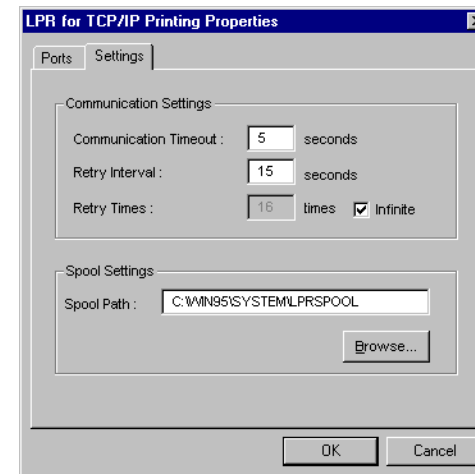 LPR for TCP/IP Printing Properties
Ports Settings
Communication Settings
Communication Timeout : 5 seconds
Retry Interval : 15 seconds
Retry Times : 16 times Infinite
Spool Settings
Spool Path : C:\WIN95\SYSTEM\LPRSPOOL
Browse...
OK Cancel